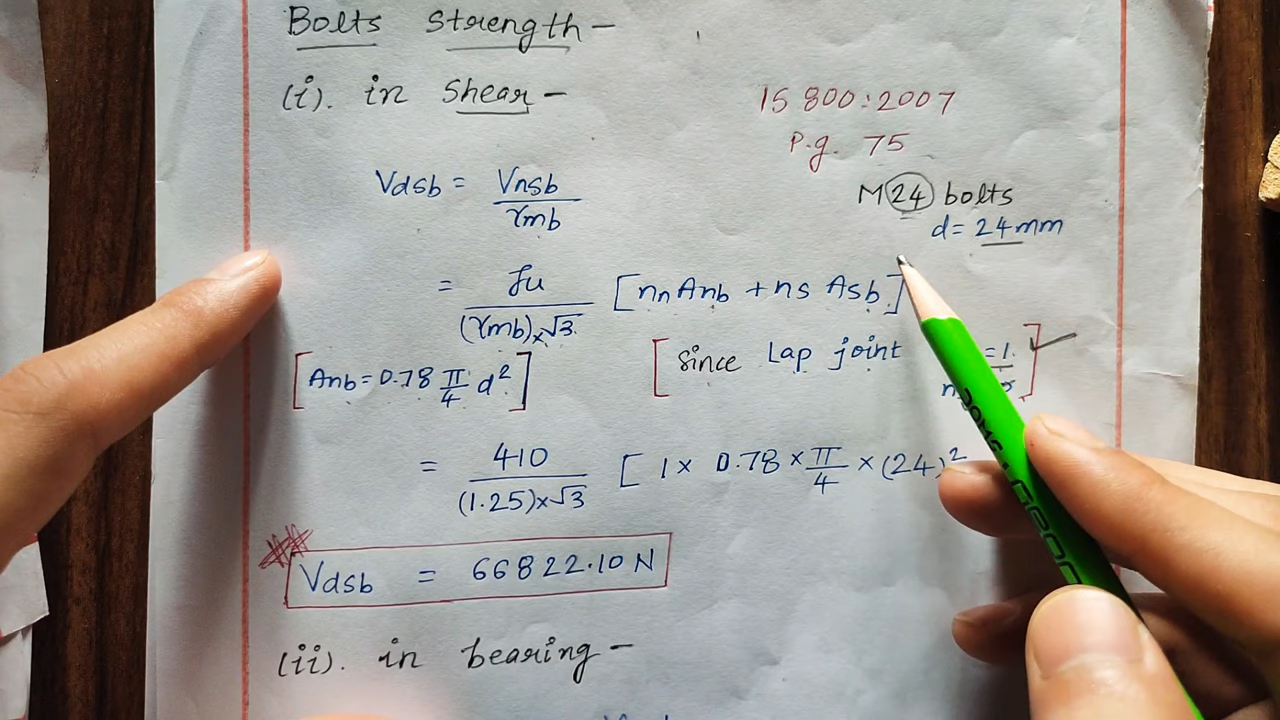 Bolts Strength –
(i). in Shear –
IS 800:2007
P.g. 75
Vdsb = Vnsb / γmb
M24 bolts
d = 24mm
= fu / (γmb)×√3 [nn Anb + ns Asb]
[Anb = 0.78 π/4 d²]
[since Lap joint = 1.
= 410 / (1.25)×√3 [1 × 0.78 × π/4 × (24)²
Vdsb = 66822.10 N
(ii). in bearing –